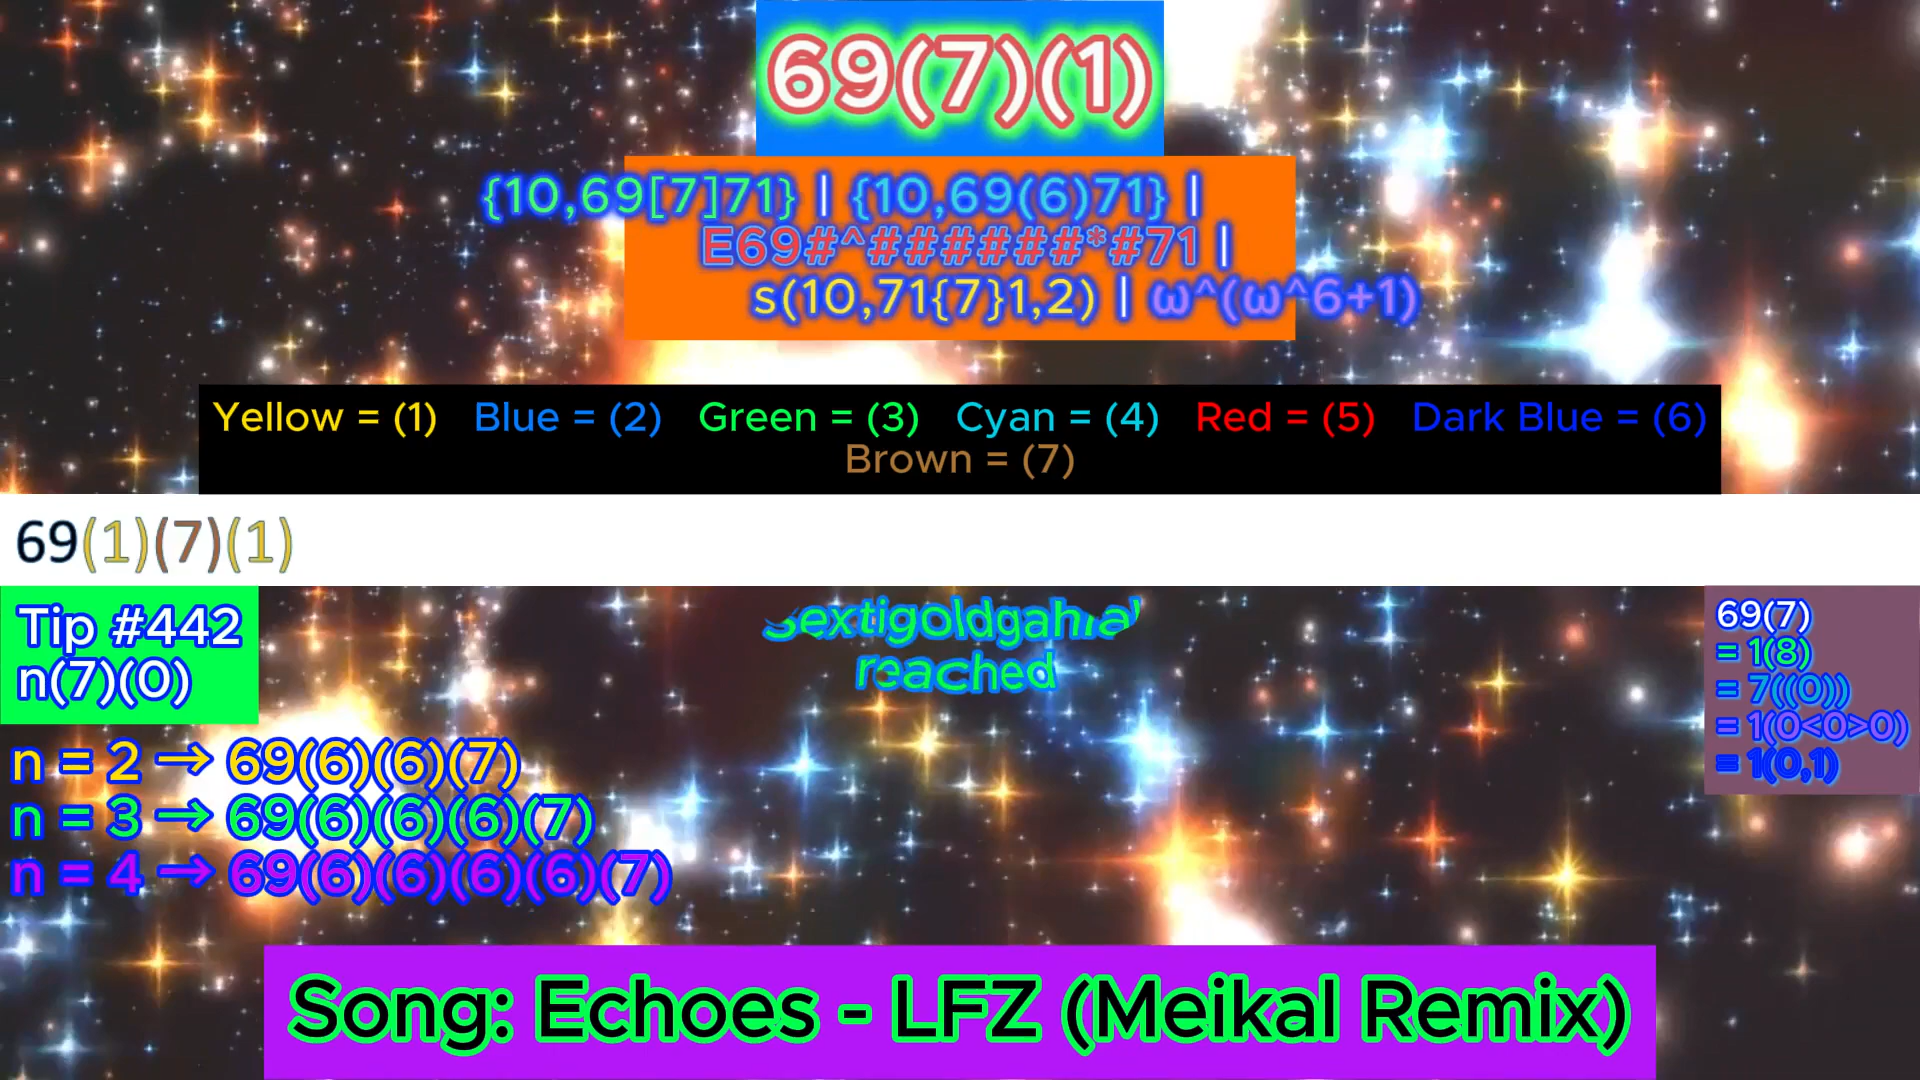 69(7)(1)
{10,69[7]71} | {10,69(6)71} |
E69#^######*#71 |
s(10,71{7}1,2) | ω^(ω^6+1)
Yellow = (1) Blue = (2) Green = (3) Cyan = (4) Red = (5) Dark Blue = (6)
Brown = (7)
69(1)(7)(1)
Tip #442
n(7)(0)
n = 2 → 69(6)(6)(7)
n = 3 → 69(6)(6)(6)(7)
n = 4 → 69(6)(6)(6)(6)(7)
reached
69(7)
= 1(8)
= 7((0))
= 1(0<0>0)
= 1(0,1)
Song: Echoes - LFZ (Meikal Remix)